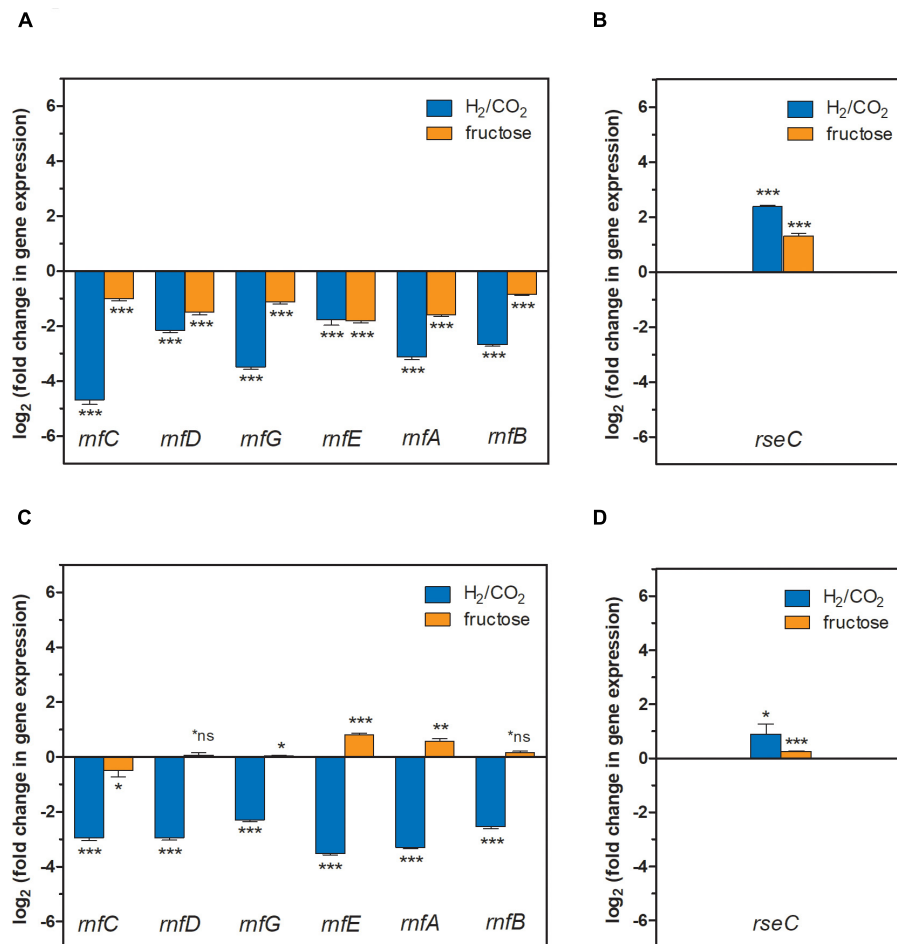 A
log₂ (fold change in gene expression)
6
4
2
0
-2
-4
-6
H₂/CO₂
fructose
*** *** *** *** *** *** *** *** *** *** *** ***
rnfC rnfD rnfG rnfE rnfA rnfB
B
log₂ (fold change in gene expression)
6
4
2
0
-2
-4
-6
H₂/CO₂
fructose
*** ***
rseC
C
log₂ (fold change in gene expression)
6
4
2
0
-2
-4
-6
H₂/CO₂
fructose
*** * *** *ns *** * *** *** *** ** *** *ns
rnfC rnfD rnfG rnfE rnfA rnfB
D
log₂ (fold change in gene expression)
6
4
2
0
-2
-4
-6
H₂/CO₂
fructose
* ***
rseC